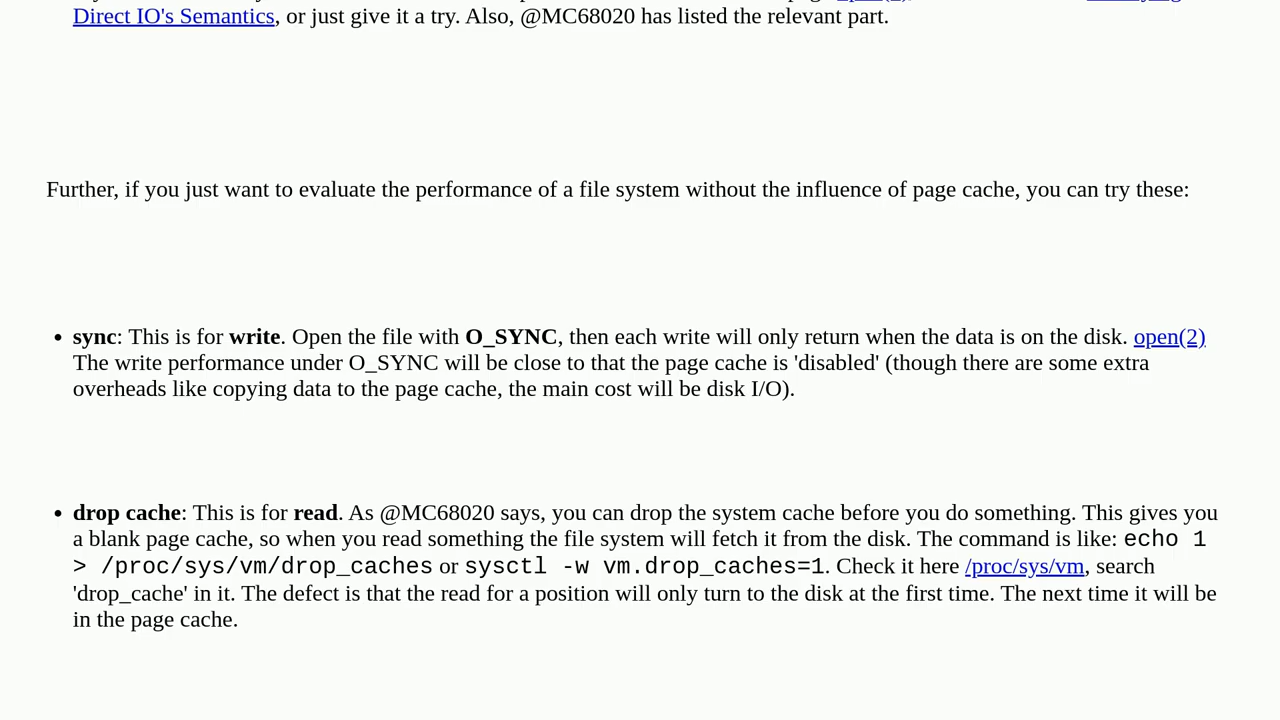 Direct IO's Semantics, or just give it a try. Also, @MC68020 has listed the relevant part.
Further, if you just want to evaluate the performance of a file system without the influence of page cache, you can try these:
• sync: This is for write. Open the file with O_SYNC, then each write will only return when the data is on the disk. open(2)
The write performance under O_SYNC will be close to that the page cache is 'disabled' (though there are some extra
overheads like copying data to the page cache, the main cost will be disk I/O).
• drop cache: This is for read. As @MC68020 says, you can drop the system cache before you do something. This gives you
a blank page cache, so when you read something the file system will fetch it from the disk. The command is like: echo 1
> /proc/sys/vm/drop_caches or sysctl -w vm.drop_caches=1. Check it here /proc/sys/vm, search
'drop_cache' in it. The defect is that the read for a position will only turn to the disk at the first time. The next time it will be
in the page cache.